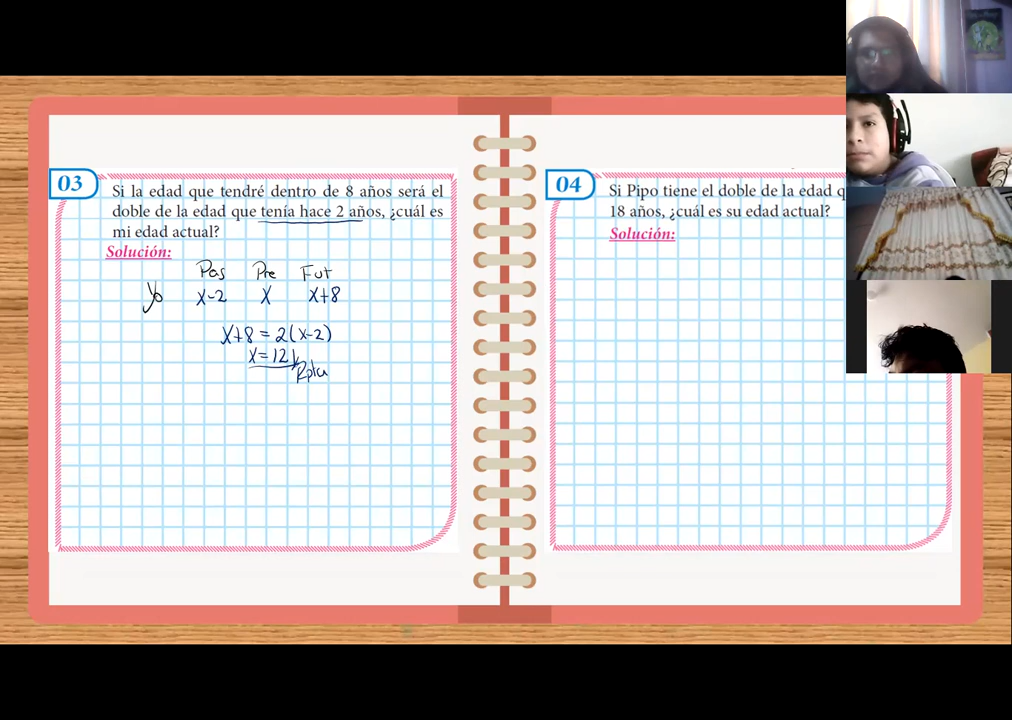 03
Si la edad que tendré dentro de 8 años será el
doble de la edad que tenía hace 2 años, ¿cuál es
mi edad actual?
Solución:
Pas Pre Fut
yo x-2 x x+8
x+8 = 2(x-2)
x=12
Rpta
04
Si Pipo tiene el doble de la edad q
18 años, ¿cuál es su edad actual?
Solución: